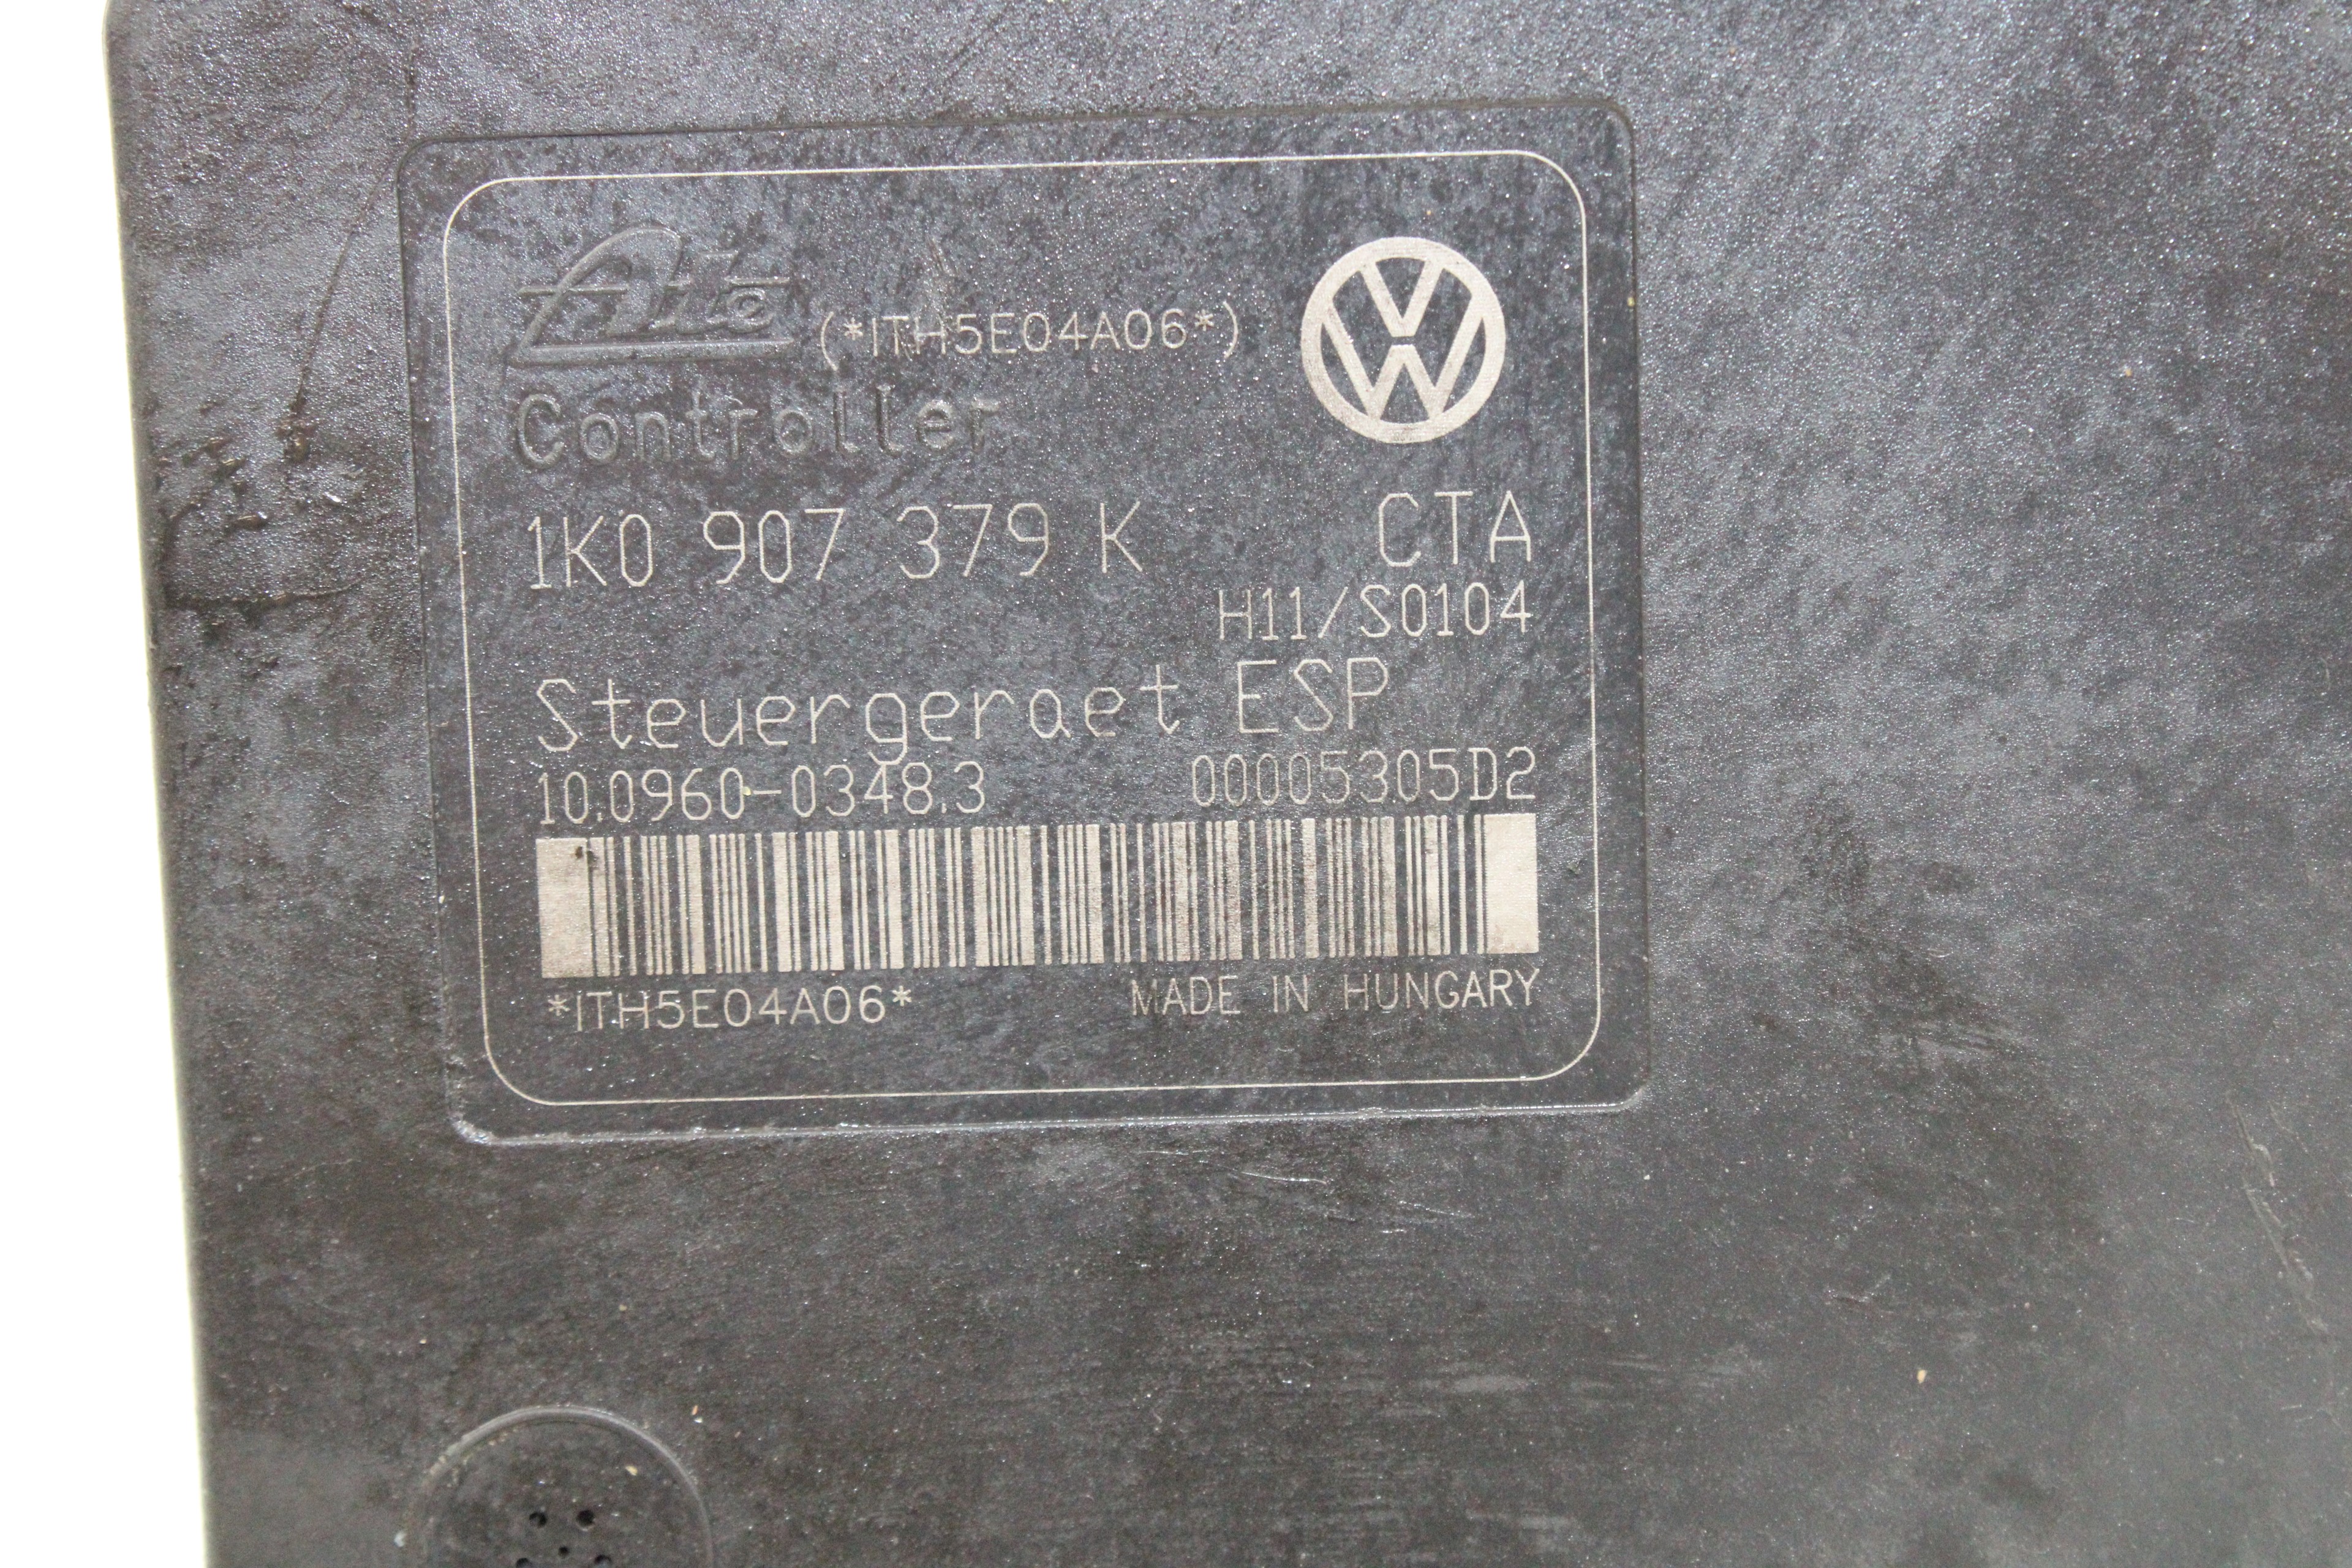 Ate (*ITH5E04A06*)
Controller
1K0 907 379 K CTA
H11/S0104
Steuergeraet ESP
10.0960-0348.3 00005305D2
*ITH5E04A06* MADE IN HUNGARY